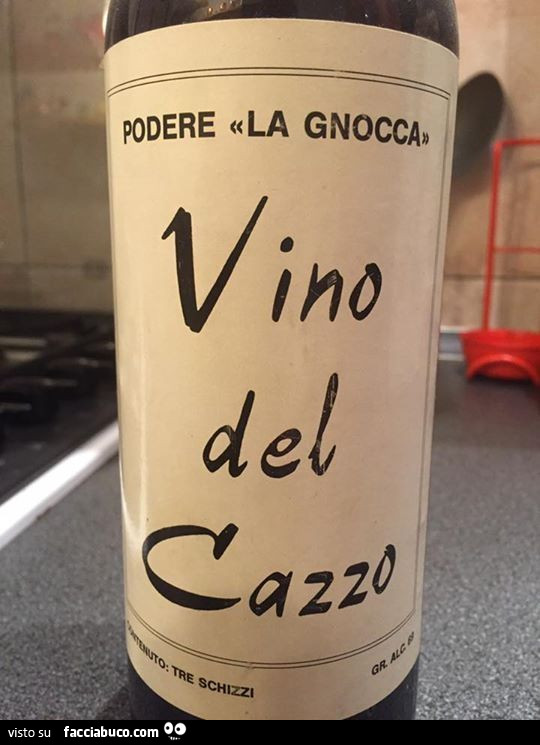 PODERE «LA GNOCCA»
Vino
del
Cazzo
CONTENUTO: TRE SCHIZZI
GR. ALC. 69
visto su facciabuco.com